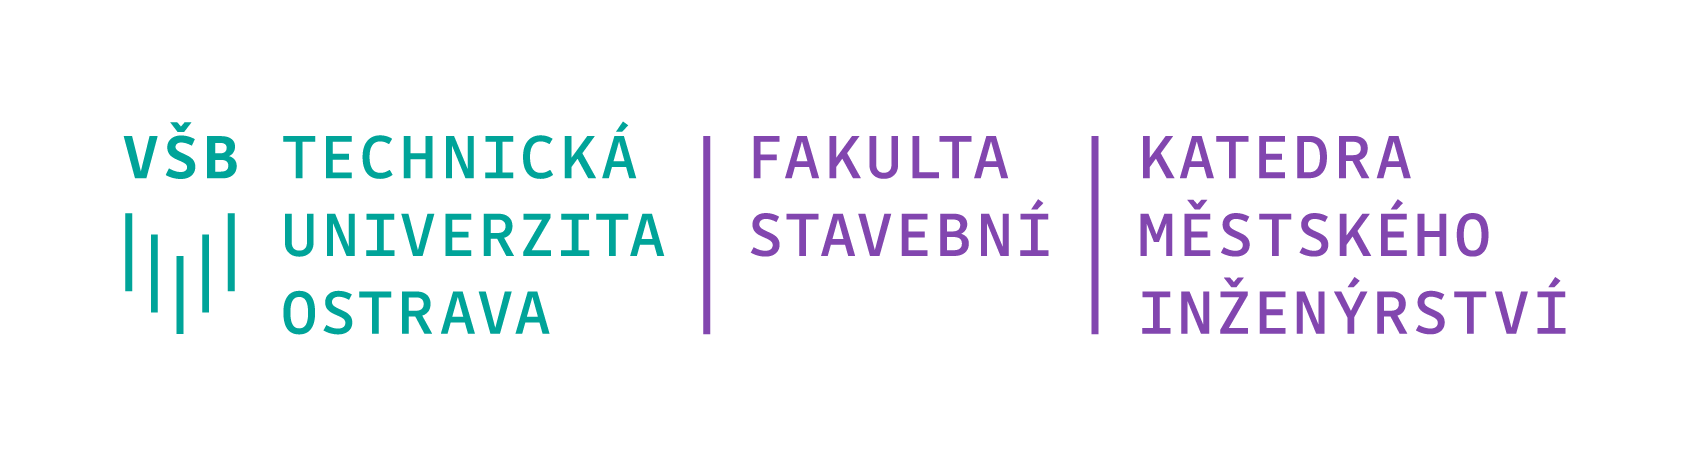 VŠB TECHNICKÁ
UNIVERZITA
OSTRAVA
FAKULTA
STAVEBNÍ
KATEDRA
MĚSTSKÉHO
INŽENÝRSTVÍ